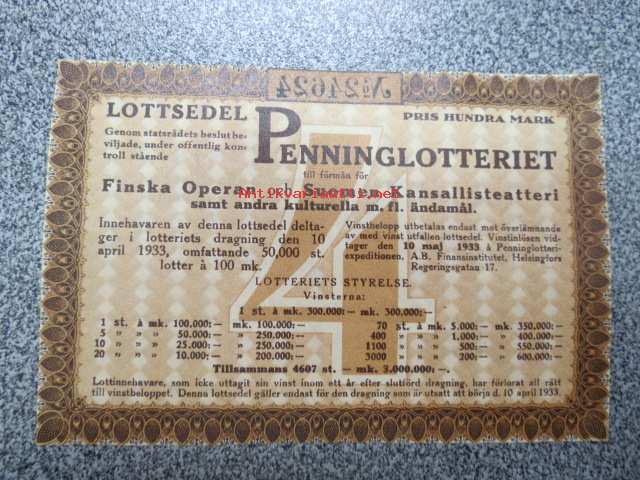 №24624
LOTTSEDEL
PRIS HUNDRA MARK
Genom statsrådets beslut be-
viljade, under offentlig kon-
troll stående
PENNINGLOTTERIET
till förmån för
Finska Operan och Suomen Kansallisteatteri
samt andra kulturella m. fl. ändamål.
Innehavaren av denna lottsedel delta-
ger i lotteriets dragning den 10
april 1933, omfattande 50,000 st.
lotter à 100 mk.
Vinstbelopp utbetalas endast mot överlämnande
av med vinst utfallen lottsedel. Vinstinlösen vid-
tager den 10 maj 1933 à Penninglotteri-
expeditionen, A.B. Finansinstitutet, Helsingfors
Regeringsgatan 17.
LOTTERIETS STYRELSE.
Vinsterna:
1 st. à mk. 300,000:— mk. 300,000:—
1 st. à mk. 100,000:— mk. 100,000:— 70 st. à mk. 5,000:— mk. 350,000:—
5 „ „ „ 50,000:— „ 250,000:— 400 „ „ „ 1,000:— „ 400,000:—
10 „ „ „ 25,000:— „ 250,000:— 1100 „ „ „ 500:— „ 550,000:—
20 „ „ „ 10,000:— „ 200,000:— 3000 „ „ „ 200:— „ 600,000:—
Tillsammans 4607 st. — mk. 3,000,000:—.
Lottinnehavare, som icke uttagit sin vinst inom ett år efter slutförd dragning, har förlorat all rätt
till vinstbeloppet. Denna lottsedel gäller endast för den dragning som är utsatt att börja d. 10 april 1933.
4
Antikvariaatti.net